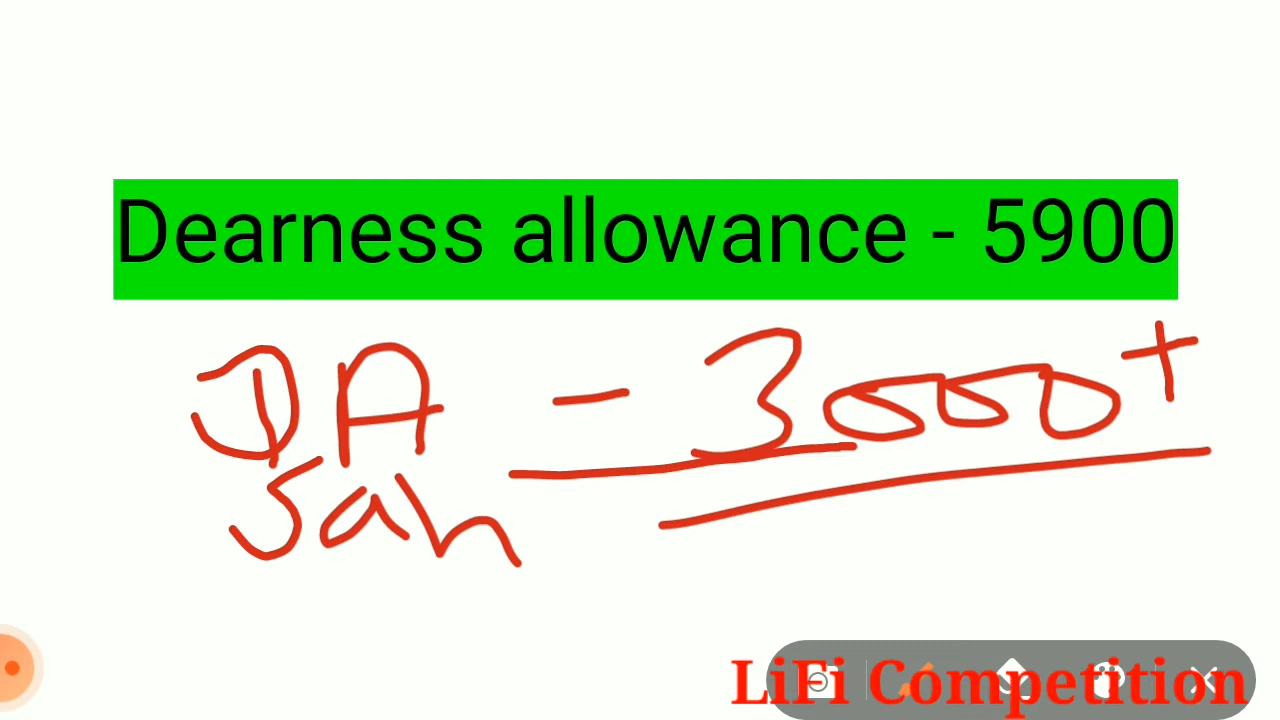 Dearness allowance - 5900
DA - 3000+
Jan
LiFi Competition